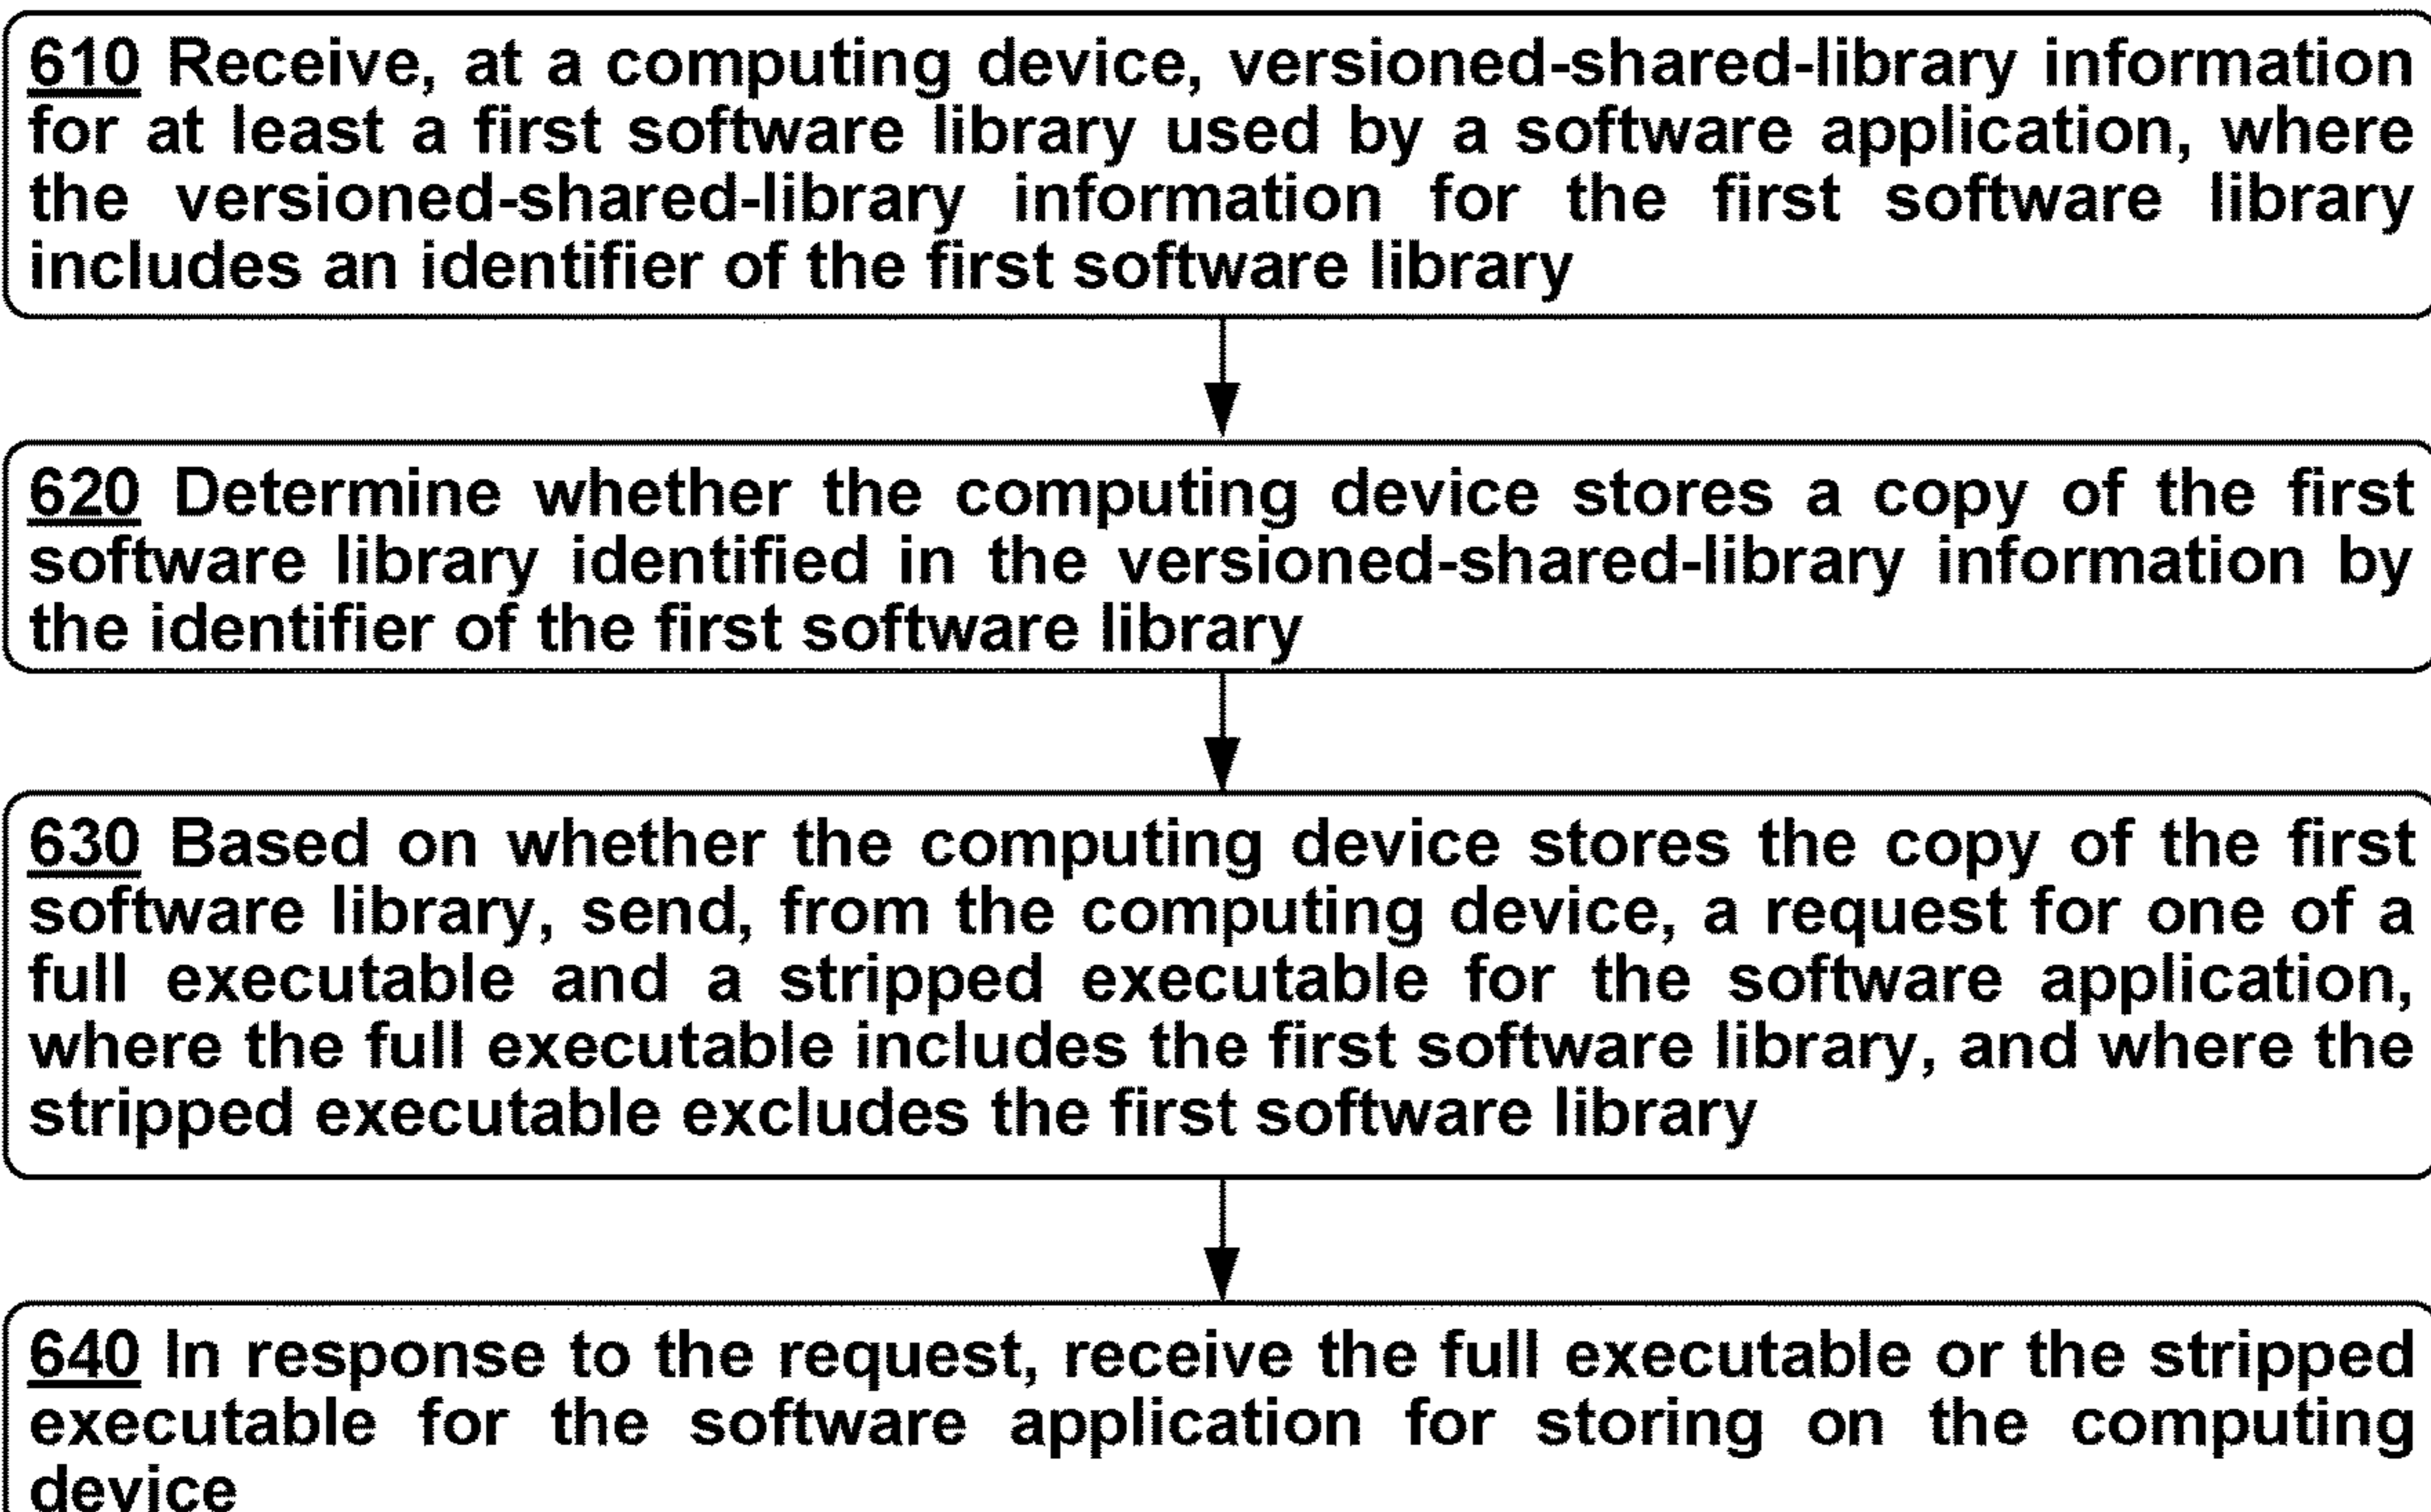 610 Receive, at a computing device, versioned-shared-library information
for at least a first software library used by a software application, where
the versioned-shared-library information for the first software library
includes an identifier of the first software library
620 Determine whether the computing device stores a copy of the first
software library identified in the versioned-shared-library information by
the identifier of the first software library
630 Based on whether the computing device stores the copy of the first
software library, send, from the computing device, a request for one of a
full executable and a stripped executable for the software application,
where the full executable includes the first software library, and where the
stripped executable excludes the first software library
640 In response to the request, receive the full executable or the stripped
executable for the software application for storing on the computing
device